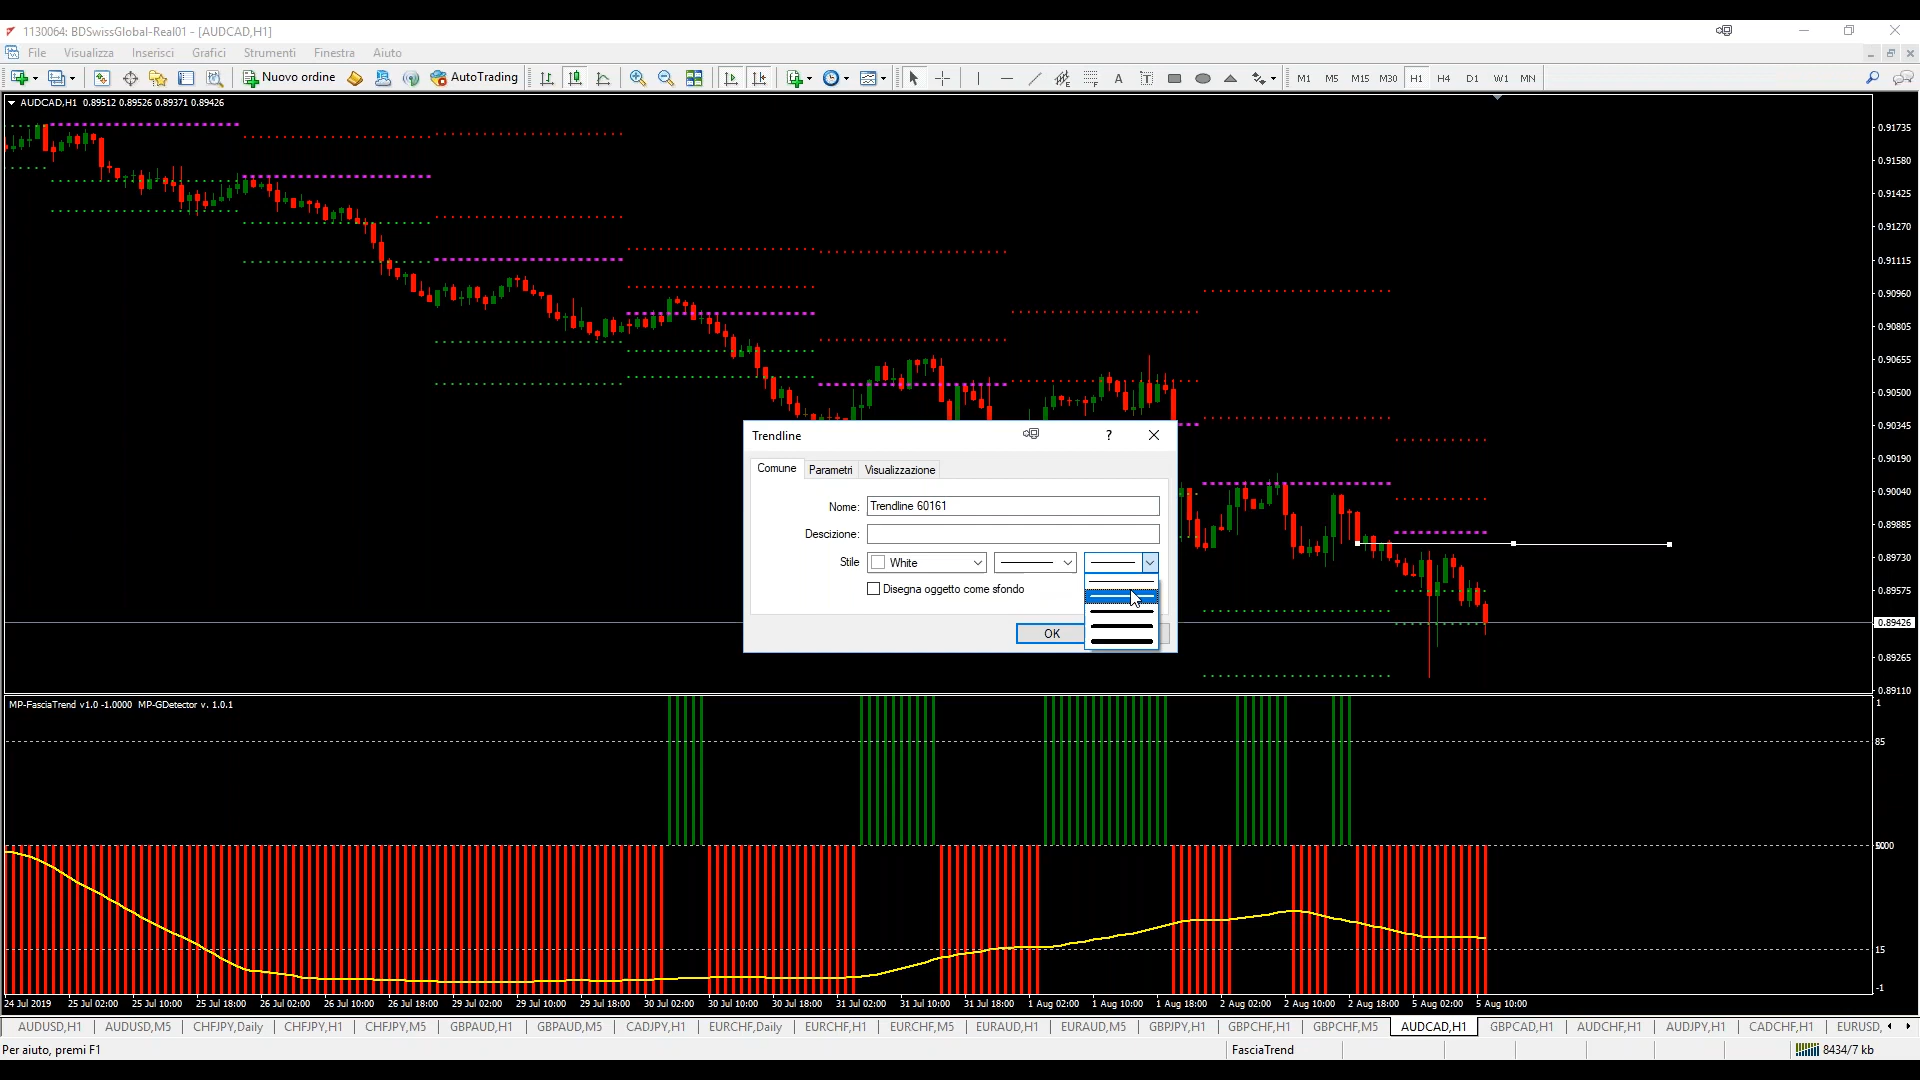 1130064: BDSwissGlobal-Real01 - [AUDCAD,H1]
File Visualizza Inserisci Grafici Strumenti Finestra Aiuto
Nuovo ordine AutoTrading A T M1 M5 M15 M30 H1 H4 D1 W1 MN
AUDCAD,H1 0.89512 0.89526 0.89371 0.89426
0.91735
0.91580
0.91425
0.91270
0.91115
0.90960
0.90805
0.90655
0.90500
0.90345
0.90190
0.90040
0.89885
0.89730
0.89575
0.89426
0.89265
0.89110
Trendline ?
Comune Parametri Visualizzazione
Nome: Trendline 60161
Descizione:
Stile White
Disegna oggetto come sfondo
OK
MP-FasciaTrend v1.0 -1.0000 MP-GDetector v. 1.0.1
1
85
15
-1
24 Jul 2019 25 Jul 02:00 25 Jul 10:00 25 Jul 18:00 26 Jul 02:00 26 Jul 10:00 26 Jul 18:00 29 Jul 02:00 29 Jul 10:00 29 Jul 18:00 30 Jul 02:00 30 Jul 10:00 30 Jul 18:00 31 Jul 02:00 31 Jul 10:00 31 Jul 18:00 1 Aug 02:00 1 Aug 10:00 1 Aug 18:00 2 Aug 02:00 2 Aug 10:00 2 Aug 18:00 5 Aug 02:00 5 Aug 10:00
AUDUSD,H1 AUDUSD,M5 CHFJPY,Daily CHFJPY,H1 CHFJPY,M5 GBPAUD,H1 GBPAUD,M5 CADJPY,H1 EURCHF,Daily EURCHF,H1 EURCHF,M5 EURAUD,H1 EURAUD,M5 GBPJPY,H1 GBPCHF,H1 GBPCHF,M5 AUDCAD,H1 GBPCAD,H1 AUDCHF,H1 AUDJPY,H1 CADCHF,H1 EURUSD,
Per aiuto, premi F1 FasciaTrend 8434/7 kb